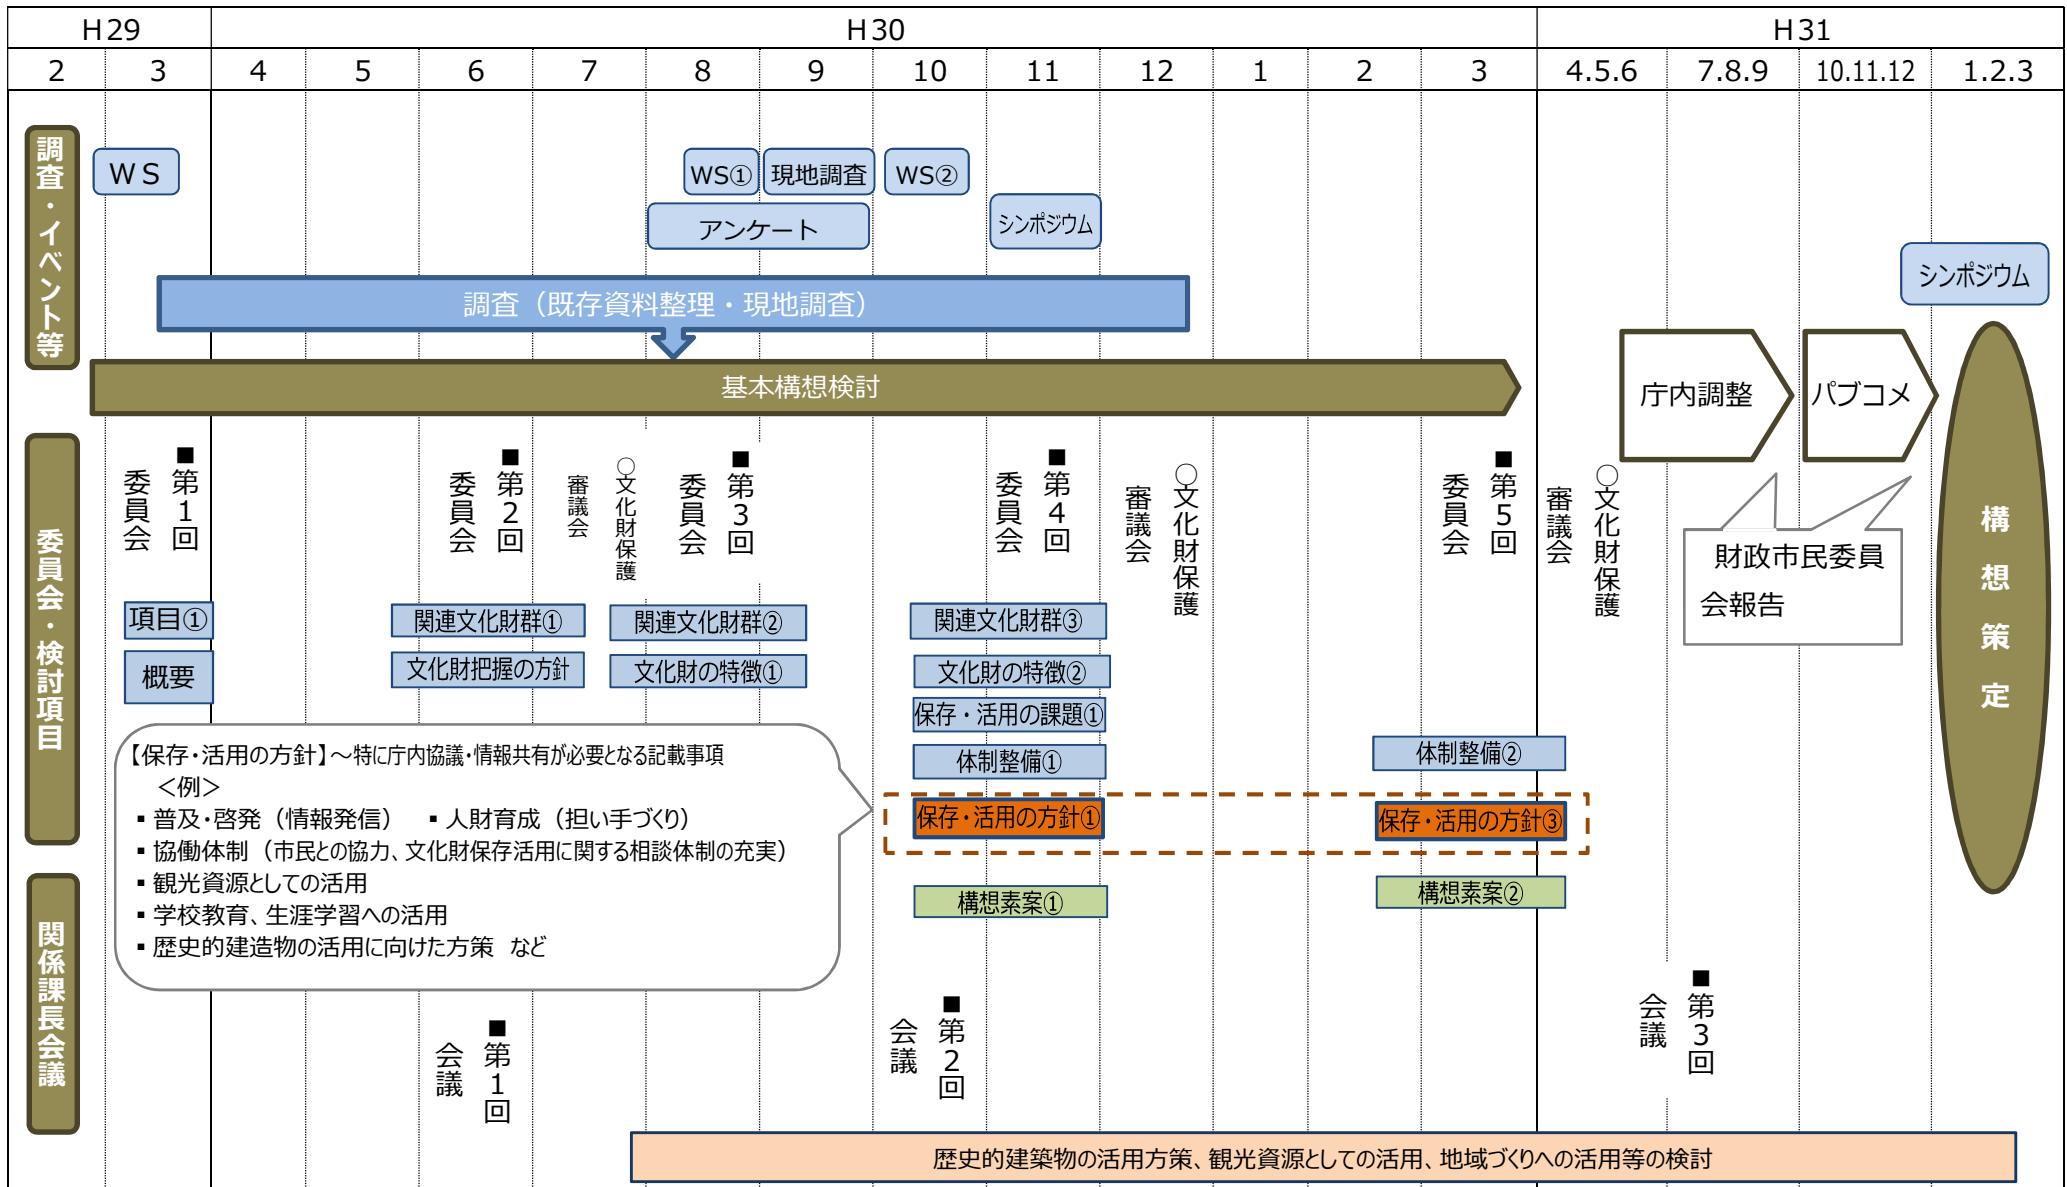 H29
H30
H31
2
3
4
5
6
7
8
9
10
11
12
1
2
3
4.5.6
7.8.9
10.11.12
1.2.3
調査・イベント等
WS
WS①
現地調査
WS②
アンケート
シンポジウム
シンポジウム
調査（既存資料整理・現地調査）
基本構想検討
庁内調整
パブコメ
構想策定
委員会・検討項目
■第1回
委員会
■第2回
委員会
○文化財保護
審議会
■第3回
委員会
■第4回
委員会
○文化財保護
審議会
■第5回
委員会
○文化財保護
審議会
財政市民委員
会報告
項目①
概要
関連文化財群①
文化財把握の方針
関連文化財群②
文化財の特徴①
関連文化財群③
文化財の特徴②
保存・活用の課題①
体制整備①
保存・活用の方針①
構想素案①
体制整備②
保存・活用の方針③
構想素案②
【保存・活用の方針】～特に庁内協議・情報共有が必要となる記載事項
＜例＞
▪普及・啓発（情報発信）　▪人財育成（担い手づくり）
▪協働体制（市民との協力、文化財保存活用に関する相談体制の充実）
▪観光資源としての活用
▪学校教育、生涯学習への活用
▪歴史的建造物の活用に向けた方策　など
関係課長会議
■第1回
会議
■第2回
会議
■第3回
会議
歴史的建築物の活用方策、観光資源としての活用、地域づくりへの活用等の検討